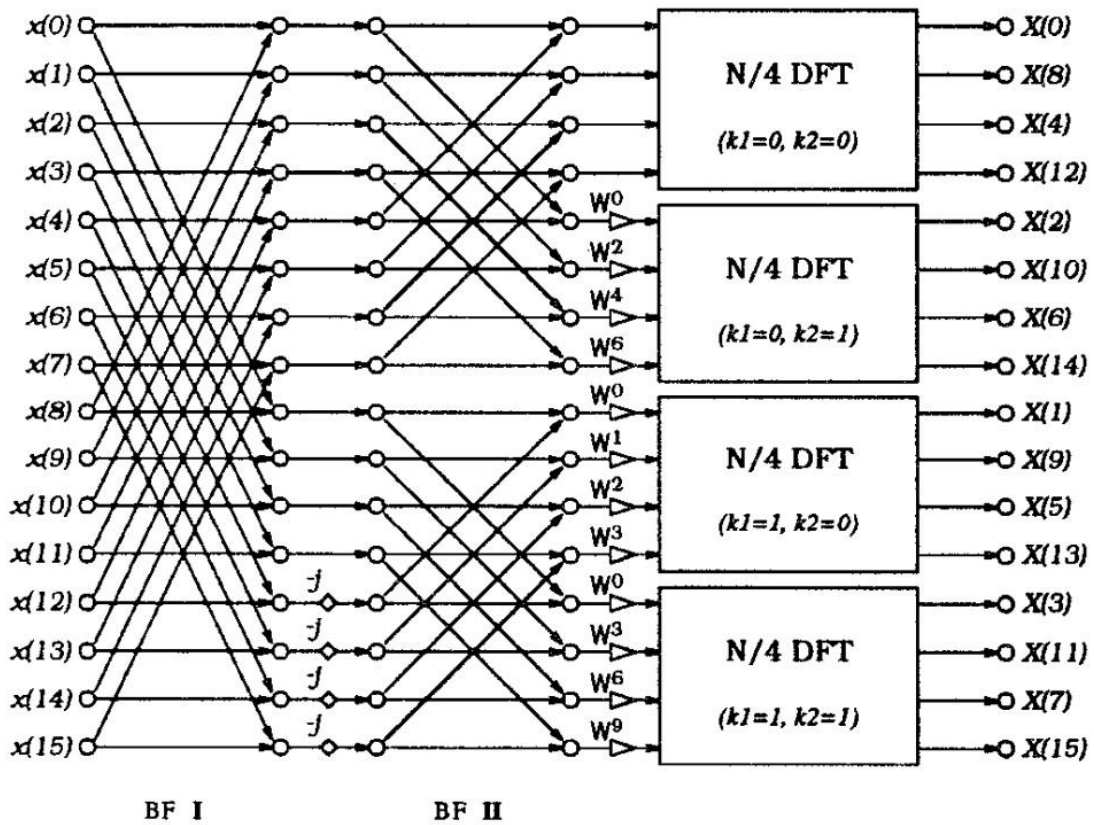 x(0)
x(1)
x(2)
x(3)
x(4)
x(5)
x(6)
x(7)
x(8)
x(9)
x(10)
x(11)
x(12)
x(13)
x(14)
x(15)
-j
-j
-j
-j
W⁰
W²
W⁴
W⁶
W⁰
W¹
W²
W³
W⁰
W³
W⁶
W⁹
N/4 DFT
(k1=0, k2=0)
N/4 DFT
(k1=0, k2=1)
N/4 DFT
(k1=1, k2=0)
N/4 DFT
(k1=1, k2=1)
X(0)
X(8)
X(4)
X(12)
X(2)
X(10)
X(6)
X(14)
X(1)
X(9)
X(5)
X(13)
X(3)
X(11)
X(7)
X(15)
BF I
BF II